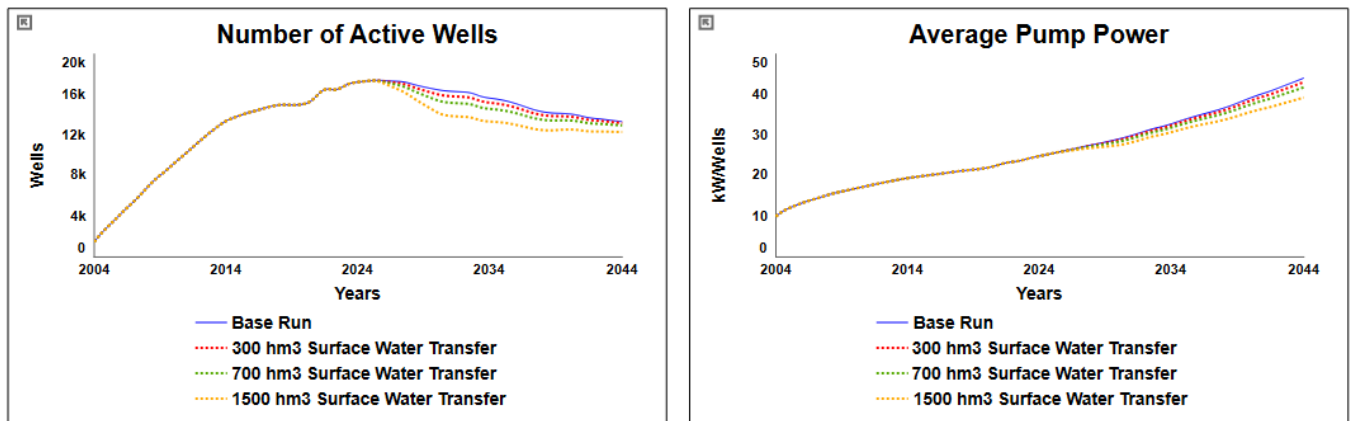 Number of Active Wells
20k
16k
12k
8k
4k
0
Wells
2004 2014 2024 2034 2044
Years
Base Run
300 hm3 Surface Water Transfer
700 hm3 Surface Water Transfer
1500 hm3 Surface Water Transfer
Average Pump Power
50
40
30
20
10
0
kW/Wells
2004 2014 2024 2034 2044
Years
Base Run
300 hm3 Surface Water Transfer
700 hm3 Surface Water Transfer
1500 hm3 Surface Water Transfer